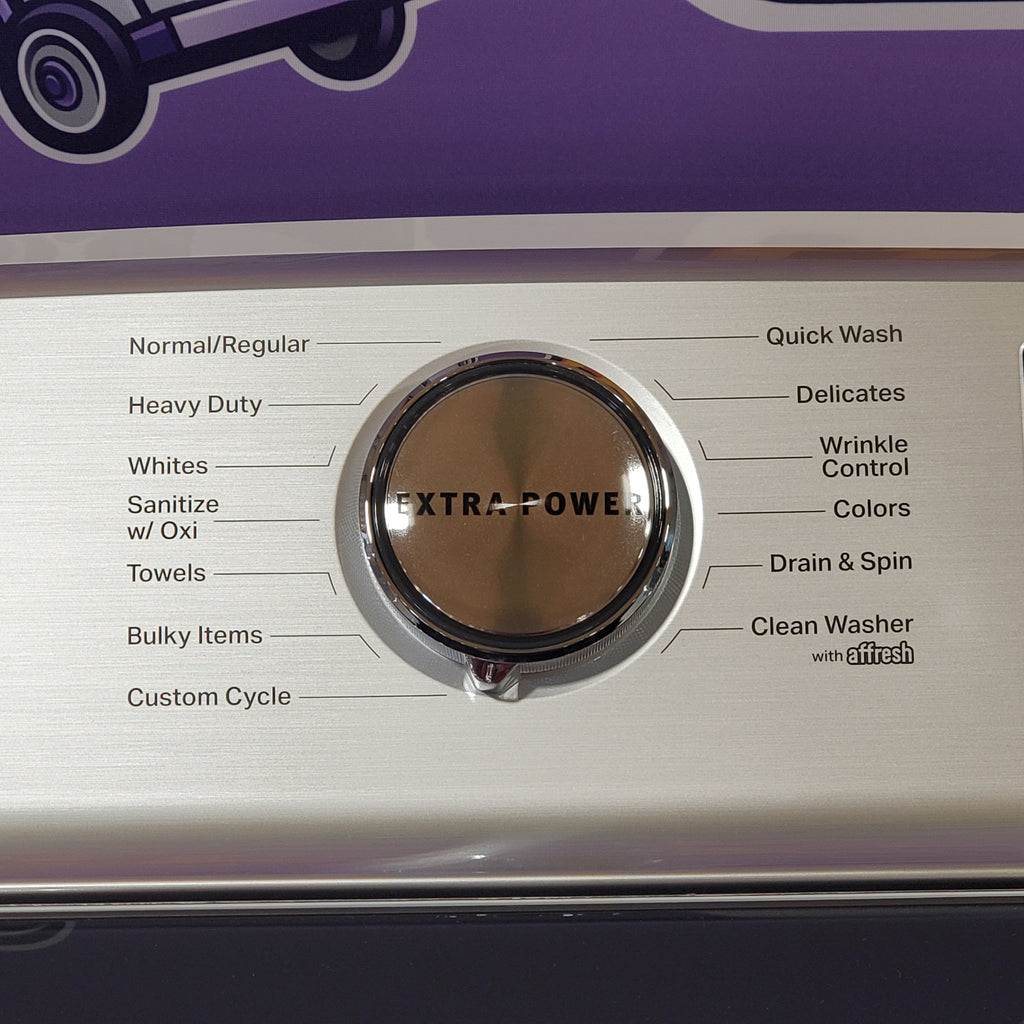 Normal/Regular
Heavy Duty
Whites
Sanitize
w/ Oxi
Towels
Bulky Items
Custom Cycle
EXTRA POWER
Quick Wash
Delicates
Wrinkle
Control
Colors
Drain & Spin
Clean Washer
with affresh